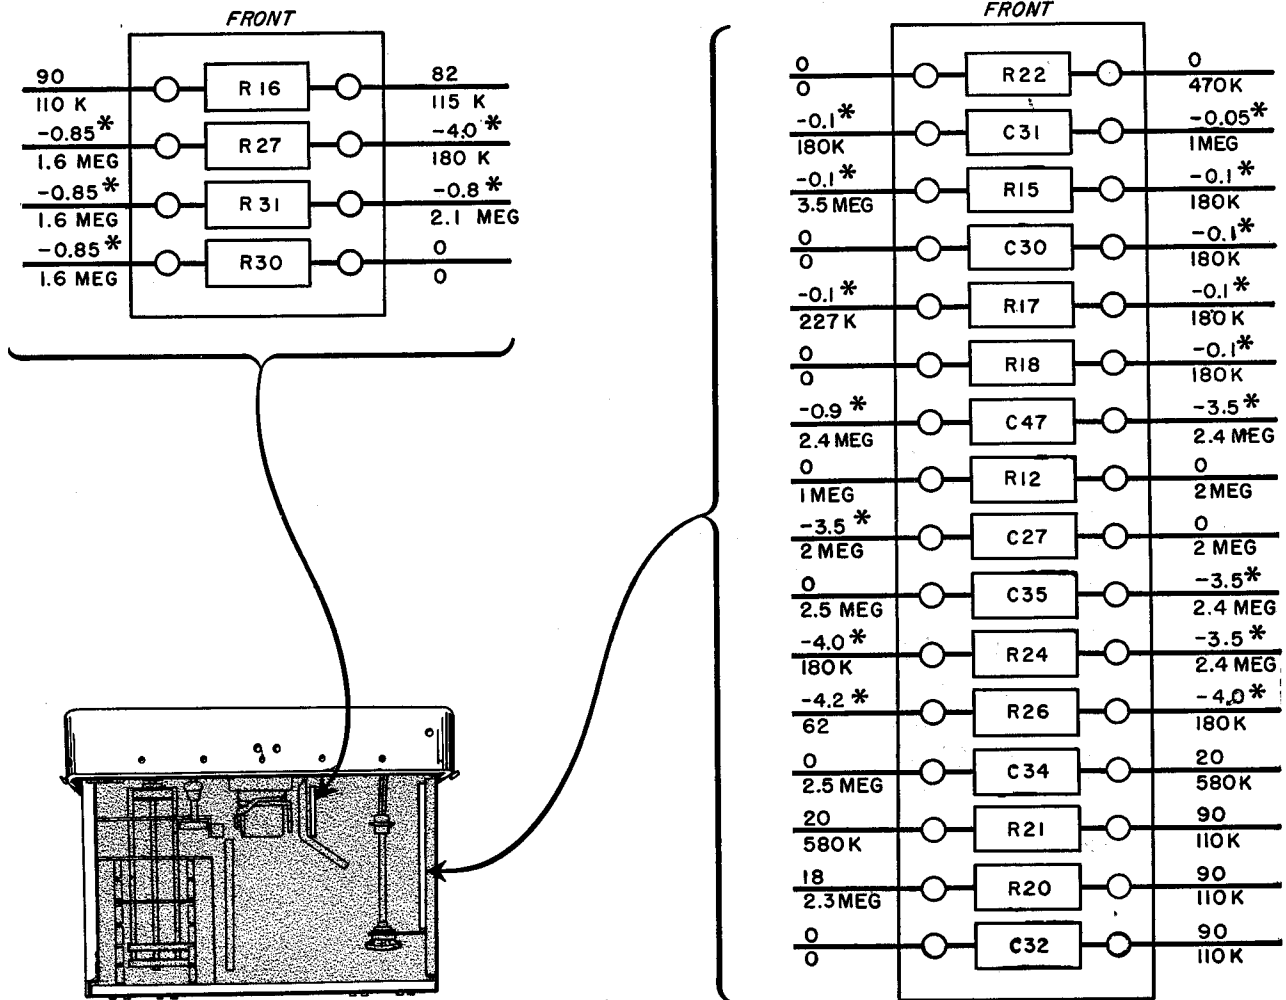 FRONT
90 R16 82
110 K 115 K
-0.85* R27 -4.0*
1.6 MEG 180 K
-0.85* R31 -0.8*
1.6 MEG 2.1 MEG
-0.85* R30 0
1.6 MEG 0
FRONT
0 R22 0
0 470K
-0.1* C31 -0.05*
180K 1MEG
-0.1* R15 -0.1*
3.5 MEG 180K
0 C30 -0.1*
0 180K
-0.1* R17 -0.1*
227K 180K
0 R18 -0.1*
0 180K
-0.9* C47 -3.5*
2.4 MEG 2.4 MEG
0 R12 0
1MEG 2MEG
-3.5* C27 0
2 MEG 2 MEG
0 C35 -3.5*
2.5 MEG 2.4 MEG
-4.0* R24 -3.5*
180K 2.4 MEG
-4.2* R26 -4.0*
62 180K
0 C34 20
2.5 MEG 580K
20 R21 90
580K 110K
18 R20 90
2.3MEG 110K
0 C32 90
0 110K